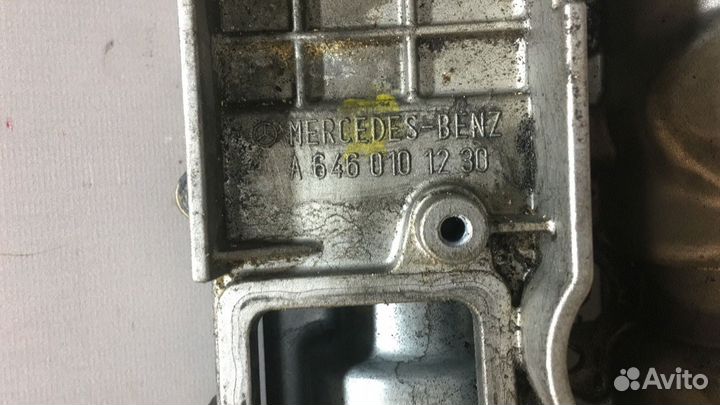 MERCEDES-BENZ
A 646 010 12 30
Avito